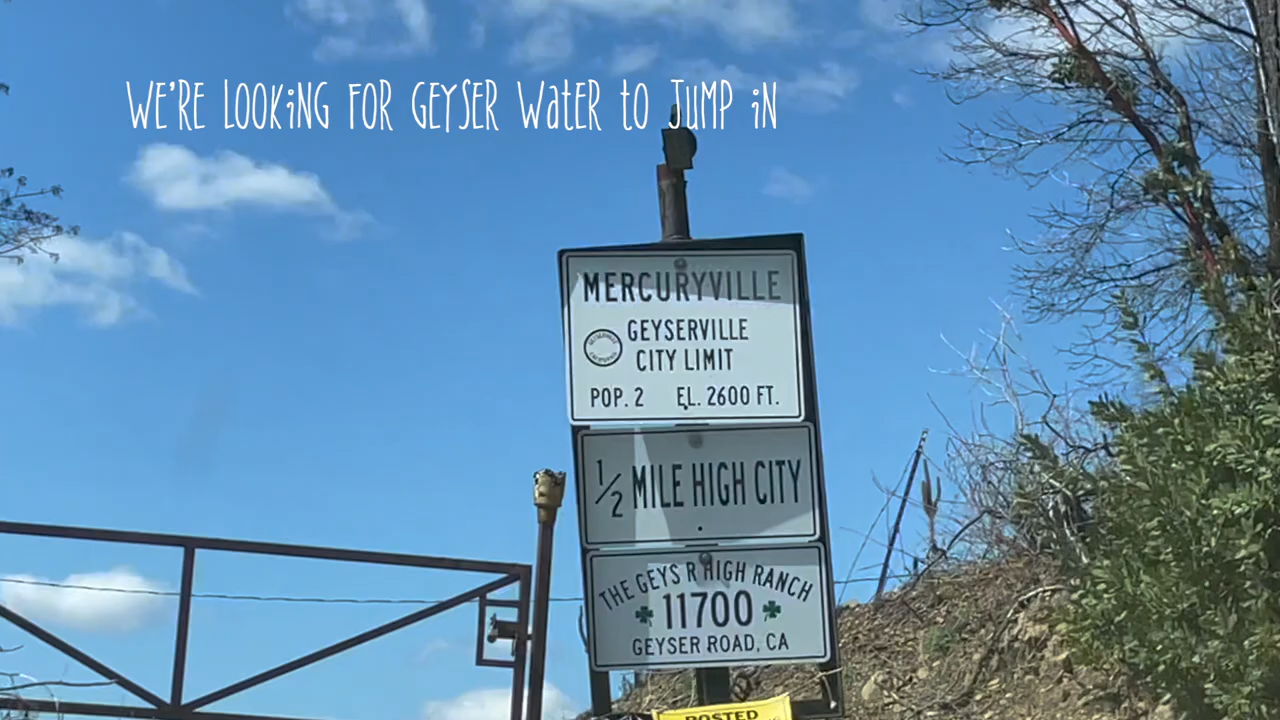 WE'RE LOOKING FOR GEYSER WATER TO JUMP IN
MERCURYVILLE
GEYSERVILLE
CITY LIMIT
POP. 2 EL. 2600 FT.
1/2 MILE HIGH CITY
THE GEYS R HIGH RANCH
11700
GEYSER ROAD, CA
POSTED